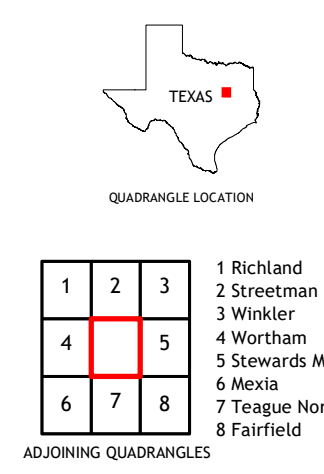 TEXAS
QUADRANGLE LOCATION
1 2 3
4 5
6 7 8
1 Richland
2 Streetman
3 Winkler
4 Wortham
5 Stewards M
6 Mexia
7 Teague Nor
8 Fairfield
ADJOINING QUADRANGLES